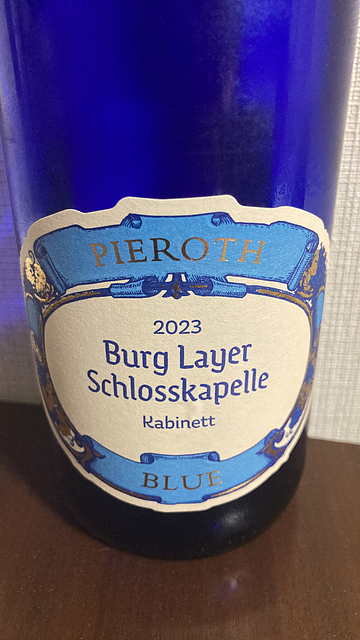 PIEROTH
2023
Burg Layer
Schlosskapelle
Kabinett
BLUE